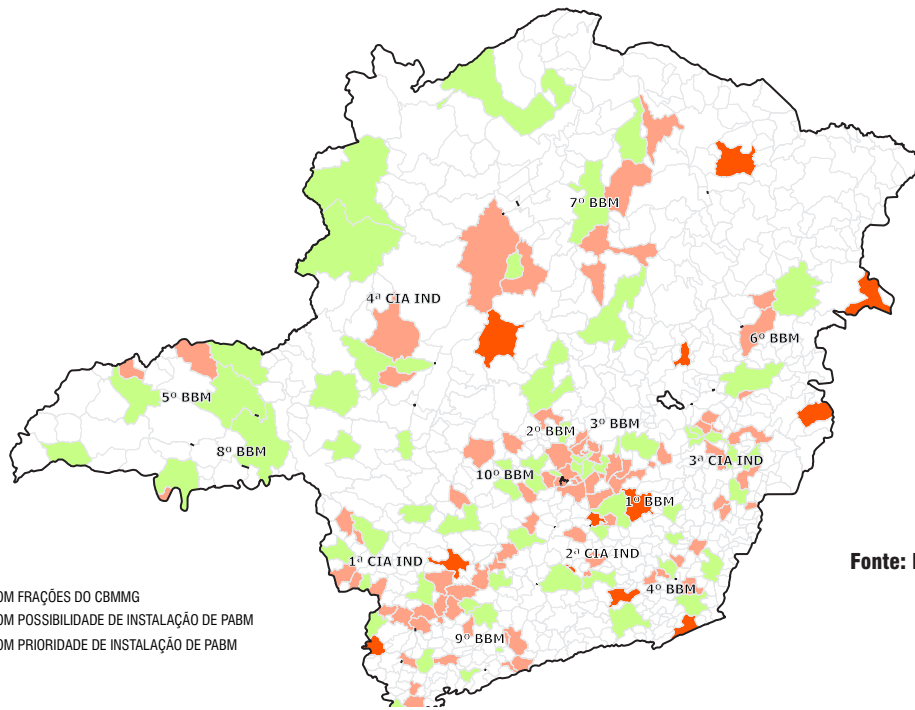 7º BBM
4ª CIA IND
6º BBM
5º BBM
2º BBM
3º BBM
8º BBM
10º BBM
3ª CIA IND
1º BBM
1ª CIA IND
2ª CIA IND
4º BBM
9º BBM
Fonte:
OM FRAÇÕES DO CBMMG
OM POSSIBILIDADE DE INSTALAÇÃO DE PABM
OM PRIORIDADE DE INSTALAÇÃO DE PABM